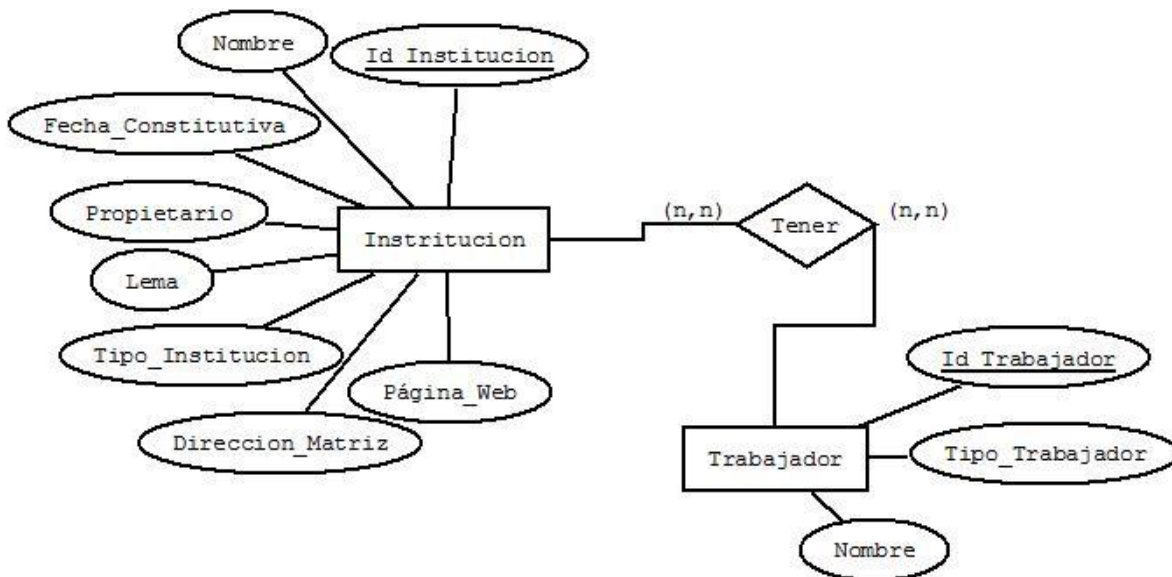 Nombre
Id Institucion
Fecha_Constitutiva
Propietario
(n,n)
(n,n)
Tener
Instritucion
Lema
Tipo_Institucion
Id Trabajador
Página_Web
Direccion_Matriz
Trabajador
Tipo_Trabajador
Nombre